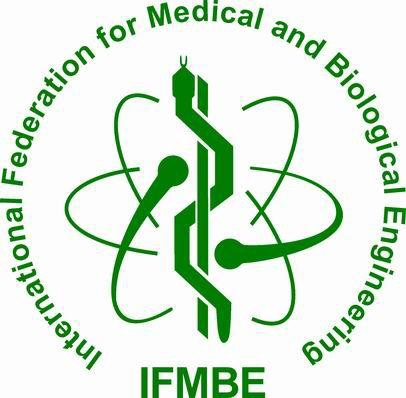 International Federation for Medical and Biological Engineering
IFMBE